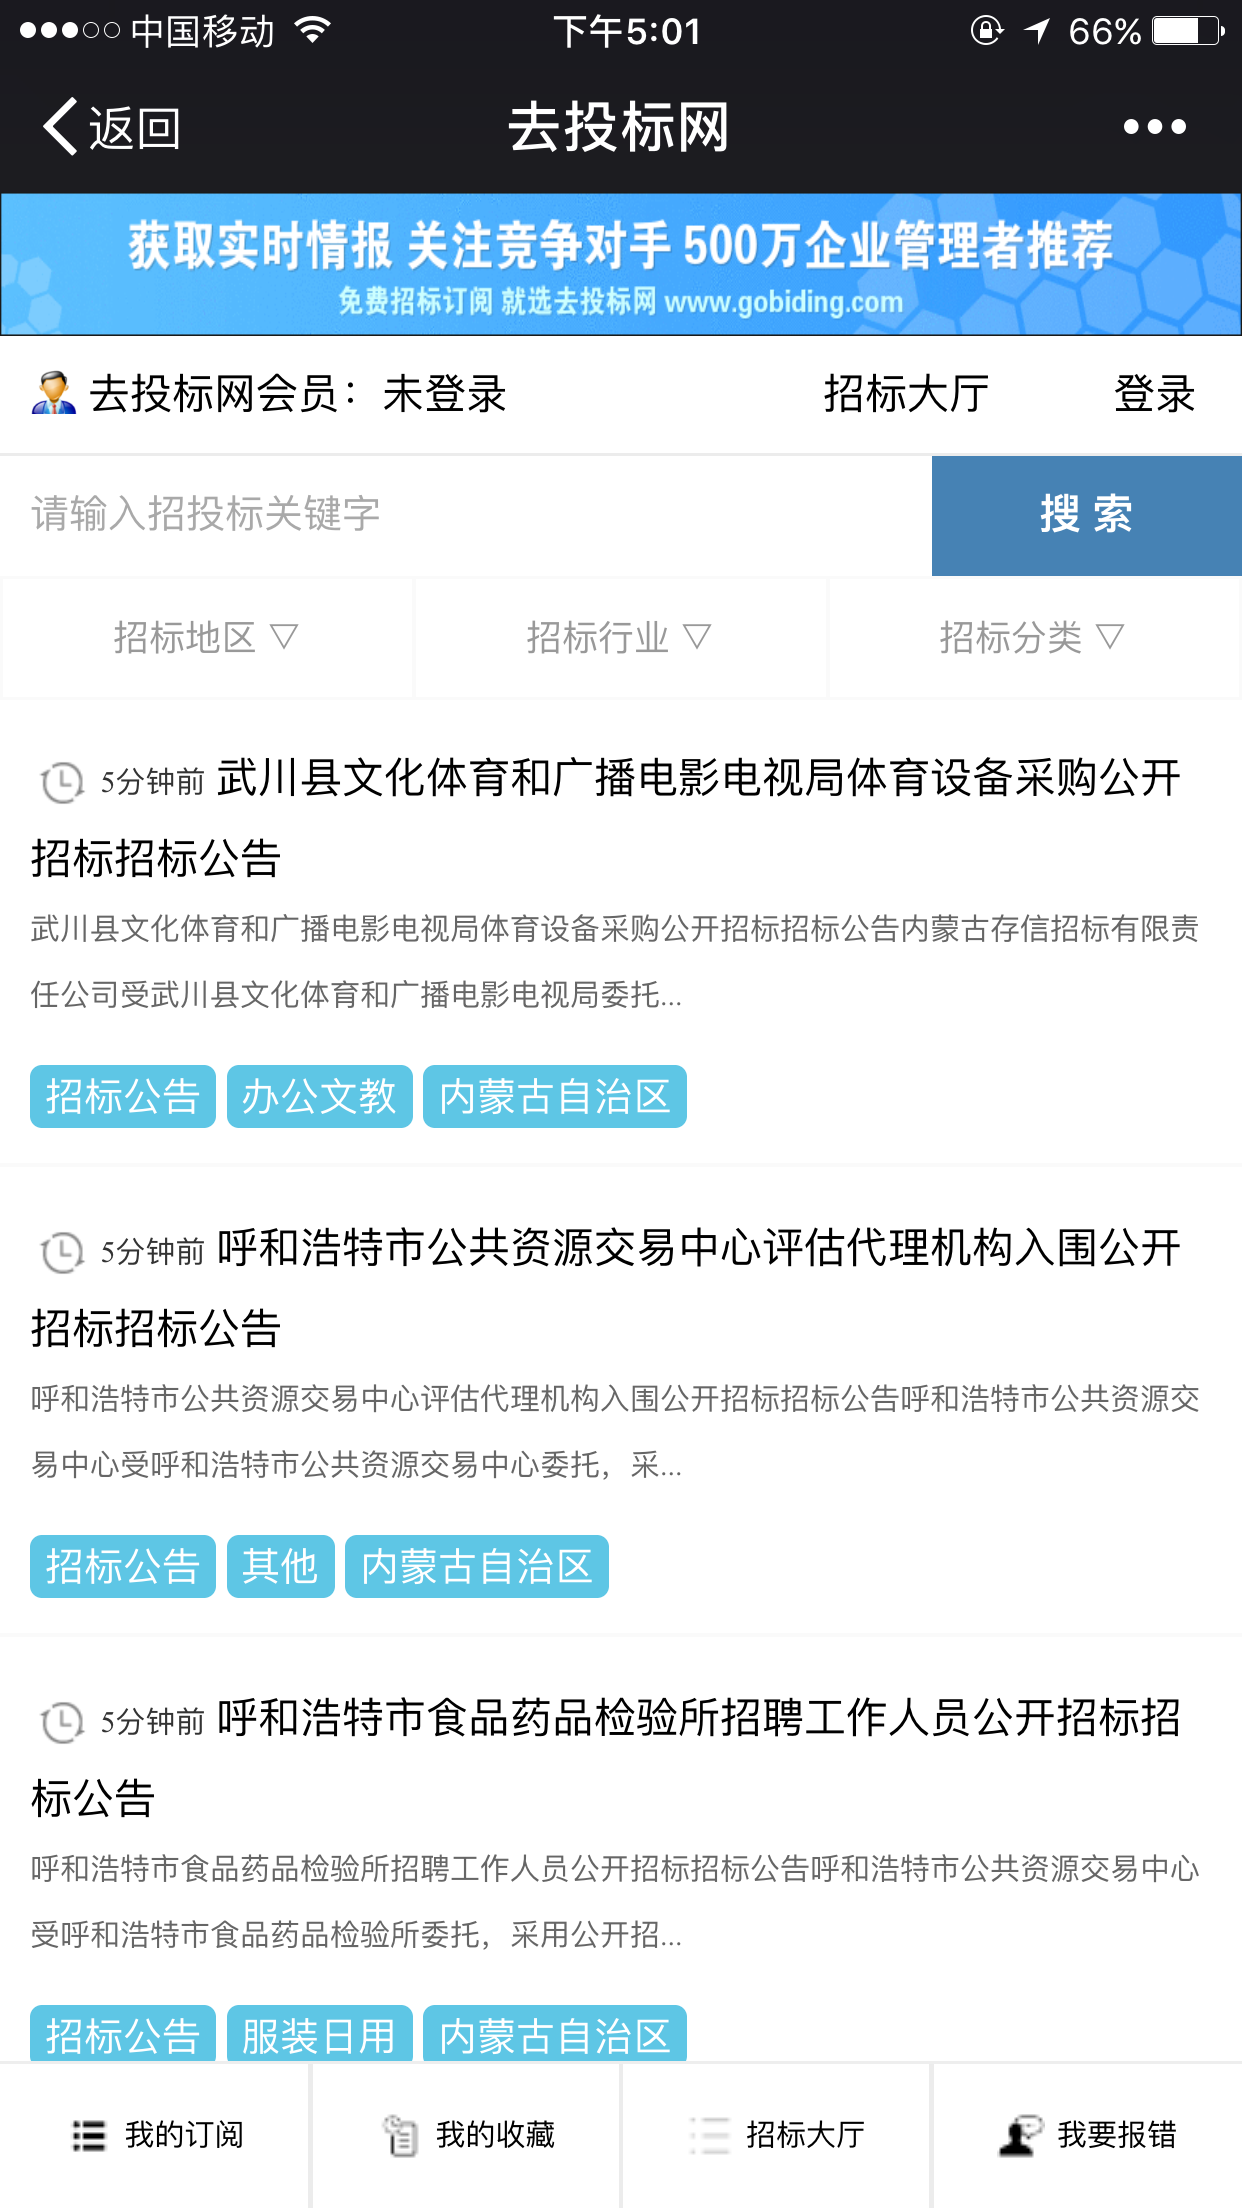 中国移动 下午5:01 66%
返回 去投标网
获取实时情报 关注竞争对手 500万企业管理者推荐
免费招标订阅 就选去投标网 www.gobiding.com
去投标网会员：未登录 招标大厅 登录
请输入招投标关键字 搜 索
招标地区 ▽ 招标行业 ▽ 招标分类 ▽
5分钟前 武川县文化体育和广播电影电视局体育设备采购公开
招标招标公告
武川县文化体育和广播电影电视局体育设备采购公开招标招标公告内蒙古存信招标有限责
任公司受武川县文化体育和广播电影电视局委托...
招标公告 办公文教 内蒙古自治区
5分钟前 呼和浩特市公共资源交易中心评估代理机构入围公开
招标招标公告
呼和浩特市公共资源交易中心评估代理机构入围公开招标招标公告呼和浩特市公共资源交
易中心受呼和浩特市公共资源交易中心委托，采...
招标公告 其他 内蒙古自治区
5分钟前 呼和浩特市食品药品检验所招聘工作人员公开招标招
标公告
呼和浩特市食品药品检验所招聘工作人员公开招标招标公告呼和浩特市公共资源交易中心
受呼和浩特市食品药品检验所委托，采用公开招...
招标公告 服装日用 内蒙古自治区
我的订阅 我的收藏 招标大厅 我要报错